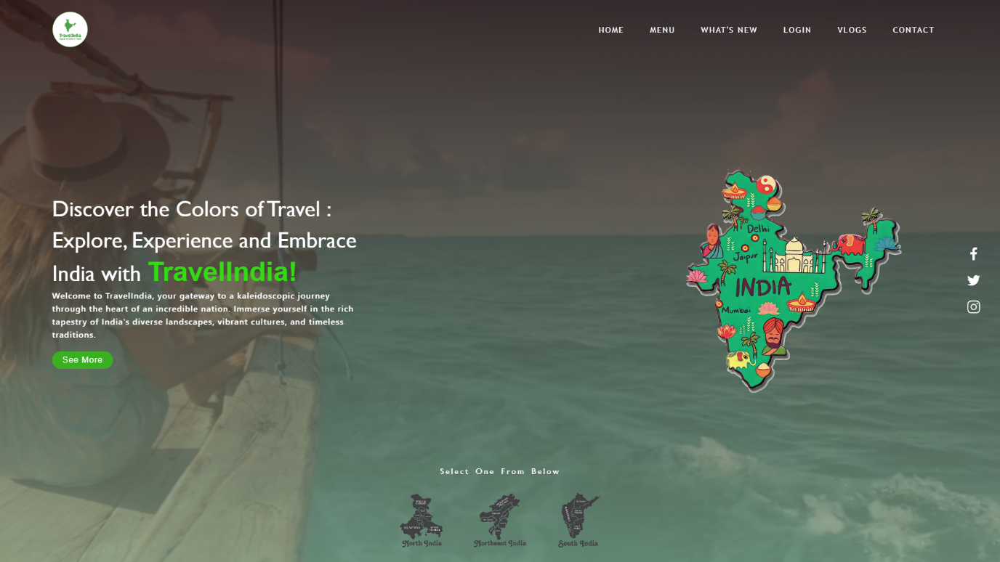 TravelIndia
HOME MENU WHAT'S NEW LOGIN VLOGS CONTACT
Discover the Colors of Travel :
Explore, Experience and Embrace
India with TravelIndia!
Welcome to TravelIndia, your gateway to a kaleidoscopic journey
through the heart of an incredible nation. Immerse yourself in the rich
tapestry of India's diverse landscapes, vibrant cultures, and timeless
traditions.
See More
Delhi
Jaipur
INDIA
Mumbai
Select One From Below
North India Northeast India South India